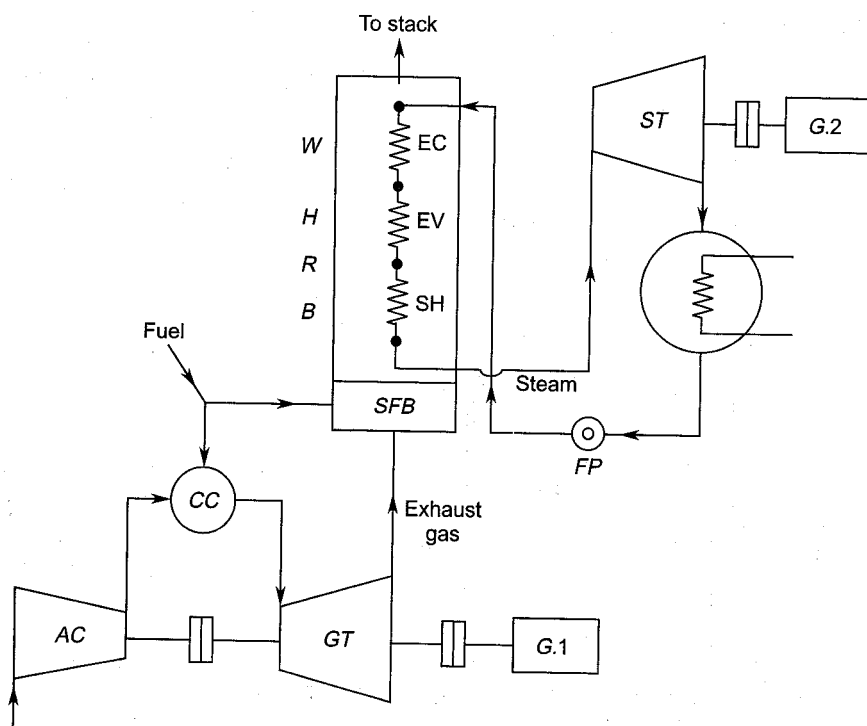 To stack
W
EC
ST
G.2
H
EV
R
B
SH
Fuel
Steam
SFB
FP
CC
Exhaust
gas
AC
GT
G.1